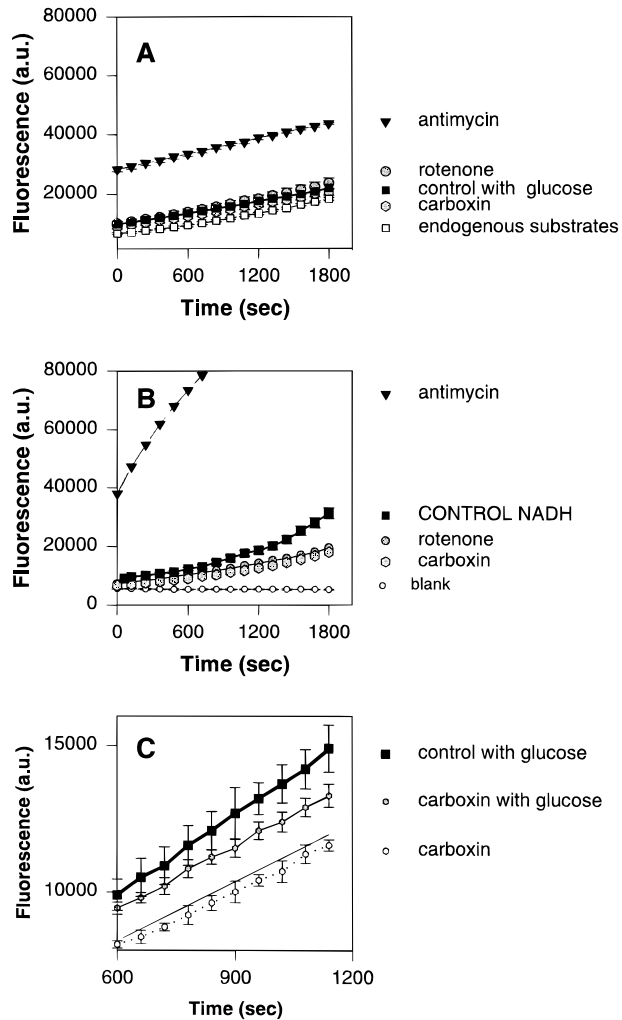 80000
A
60000
40000
20000
Fluorescence (a.u.)
0 600 1200 1800
Time (sec)
antimycin
rotenone
control with glucose
carboxin
endogenous substrates
80000
B
60000
40000
20000
0
Fluorescence (a.u.)
0 600 1200 1800
Time (sec)
antimycin
CONTROL NADH
rotenone
carboxin
blank
C
15000
10000
Fluorescence (a.u.)
600 900 1200
Time (sec)
control with glucose
carboxin with glucose
carboxin